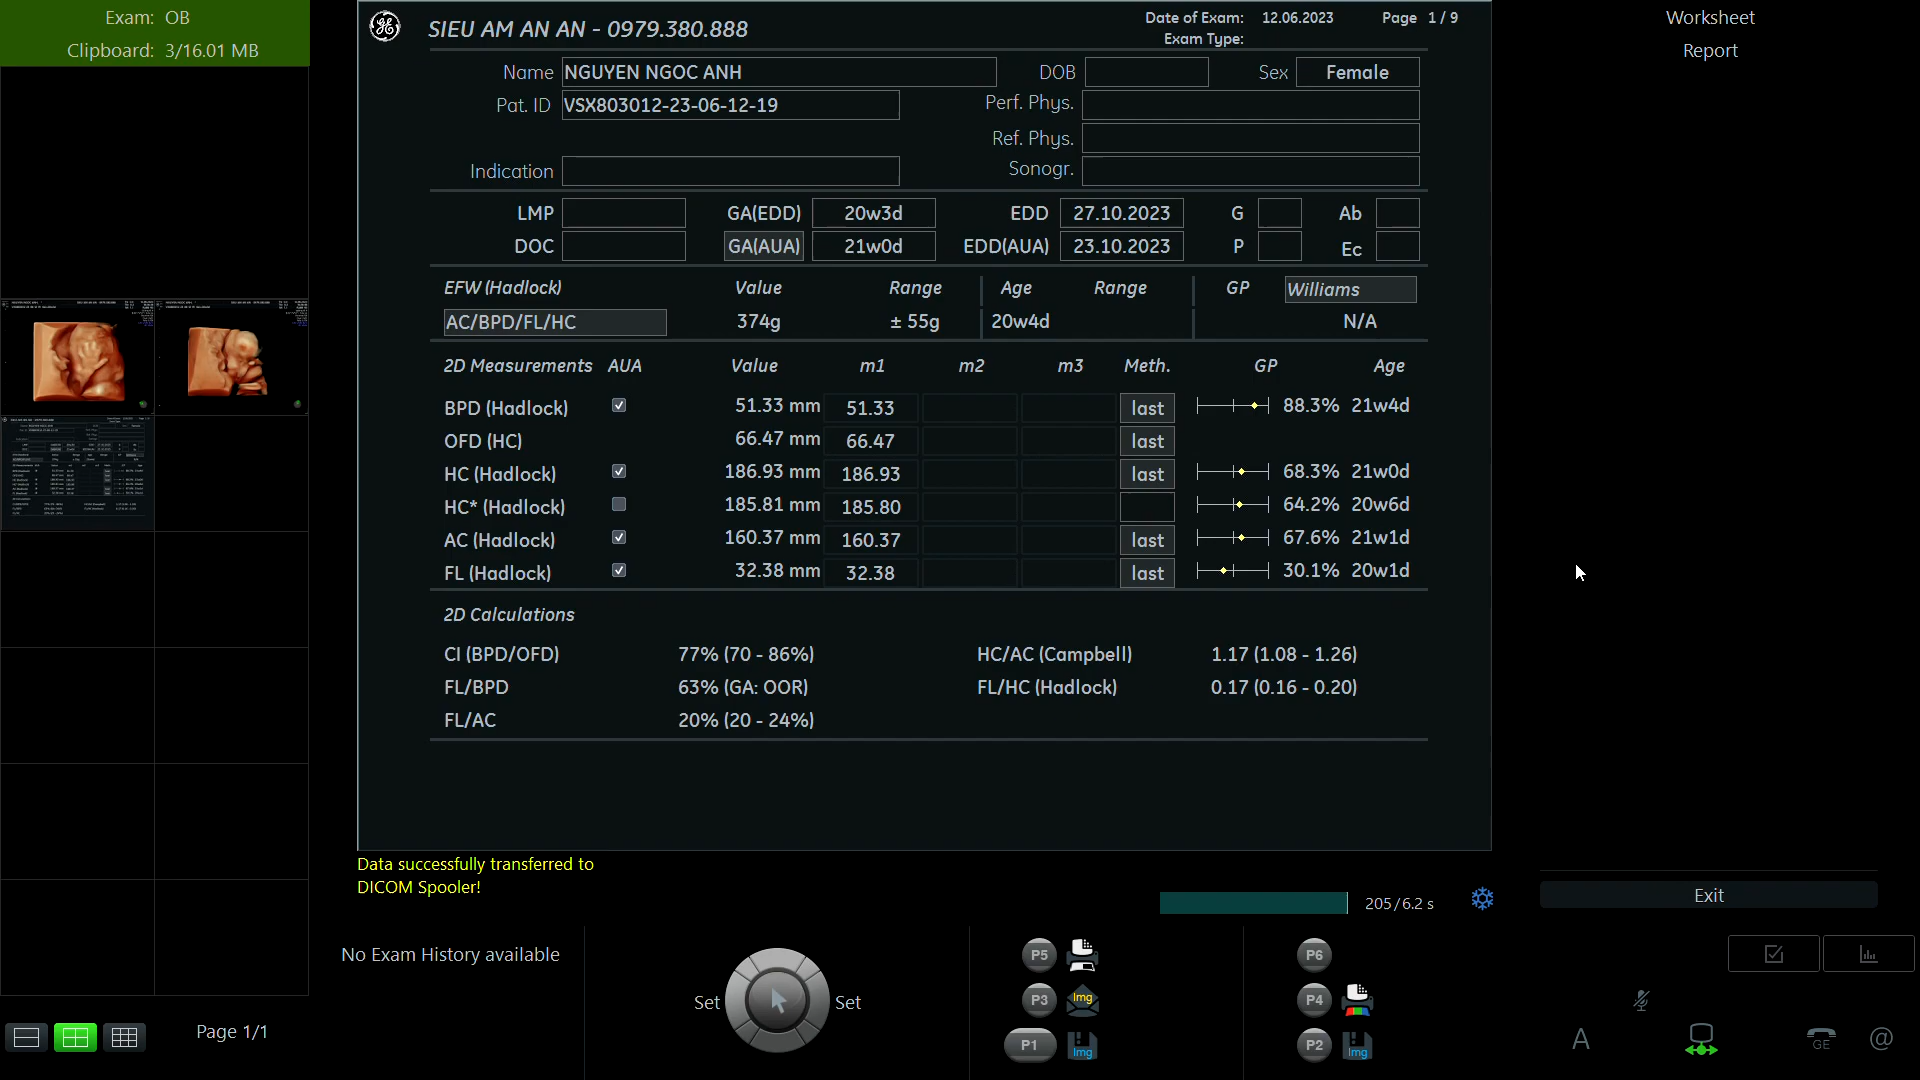 Exam: OB
Clipboard: 3/16.01 MB
SIEU AM AN AN - 0979.380.888
Date of Exam: 12.06.2023 Page 1 / 9
Exam Type:
Name NGUYEN NGOC ANH DOB Sex Female
Pat. ID VSX803012-23-06-12-19 Perf. Phys.
Ref. Phys.
Indication Sonogr.
LMP GA(EDD) 20w3d EDD 27.10.2023 G Ab
DOC GA(AUA) 21w0d EDD(AUA) 23.10.2023 P Ec
EFW (Hadlock) Value Range Age Range GP Williams
AC/BPD/FL/HC 374g ± 55g 20w4d N/A
2D Measurements AUA Value m1 m2 m3 Meth. GP Age
BPD (Hadlock) 51.33 mm 51.33 last 88.3% 21w4d
OFD (HC) 66.47 mm 66.47 last
HC (Hadlock) 186.93 mm 186.93 last 68.3% 21w0d
HC* (Hadlock) 185.81 mm 185.80 64.2% 20w6d
AC (Hadlock) 160.37 mm 160.37 last 67.6% 21w1d
FL (Hadlock) 32.38 mm 32.38 last 30.1% 20w1d
2D Calculations
CI (BPD/OFD) 77% (70 - 86%) HC/AC (Campbell) 1.17 (1.08 - 1.26)
FL/BPD 63% (GA: OOR) FL/HC (Hadlock) 0.17 (0.16 - 0.20)
FL/AC 20% (20 - 24%)
Worksheet
Report
Data successfully transferred to
DICOM Spooler!
205/6.2 s
Exit
No Exam History available
Set Set
P5 P6
P3 Img P4
P1 Img P2 Img
Page 1/1
A GE @